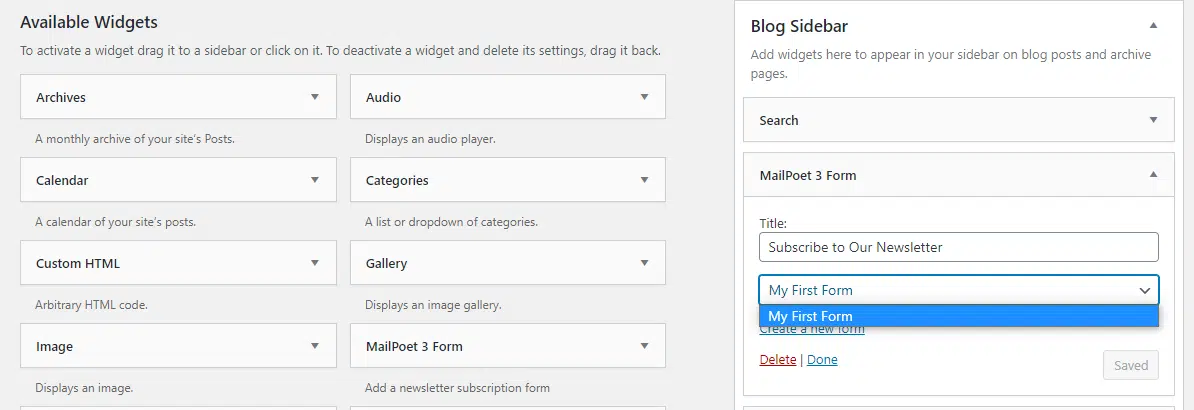 Available Widgets
To activate a widget drag it to a sidebar or click on it. To deactivate a widget and delete its settings, drag it back.
Archives
Audio
A monthly archive of your site's Posts.
Displays an audio player.
Calendar
Categories
A calendar of your site's posts.
A list or dropdown of categories.
Custom HTML
Gallery
Arbitrary HTML code.
Displays an image gallery.
Image
MailPoet 3 Form
Displays an image.
Add a newsletter subscription form
Blog Sidebar
Add widgets here to appear in your sidebar on blog posts and archive
pages.
Search
MailPoet 3 Form
Title:
Subscribe to Our Newsletter
My First Form
My First Form
Create a new form
Delete | Done
Saved